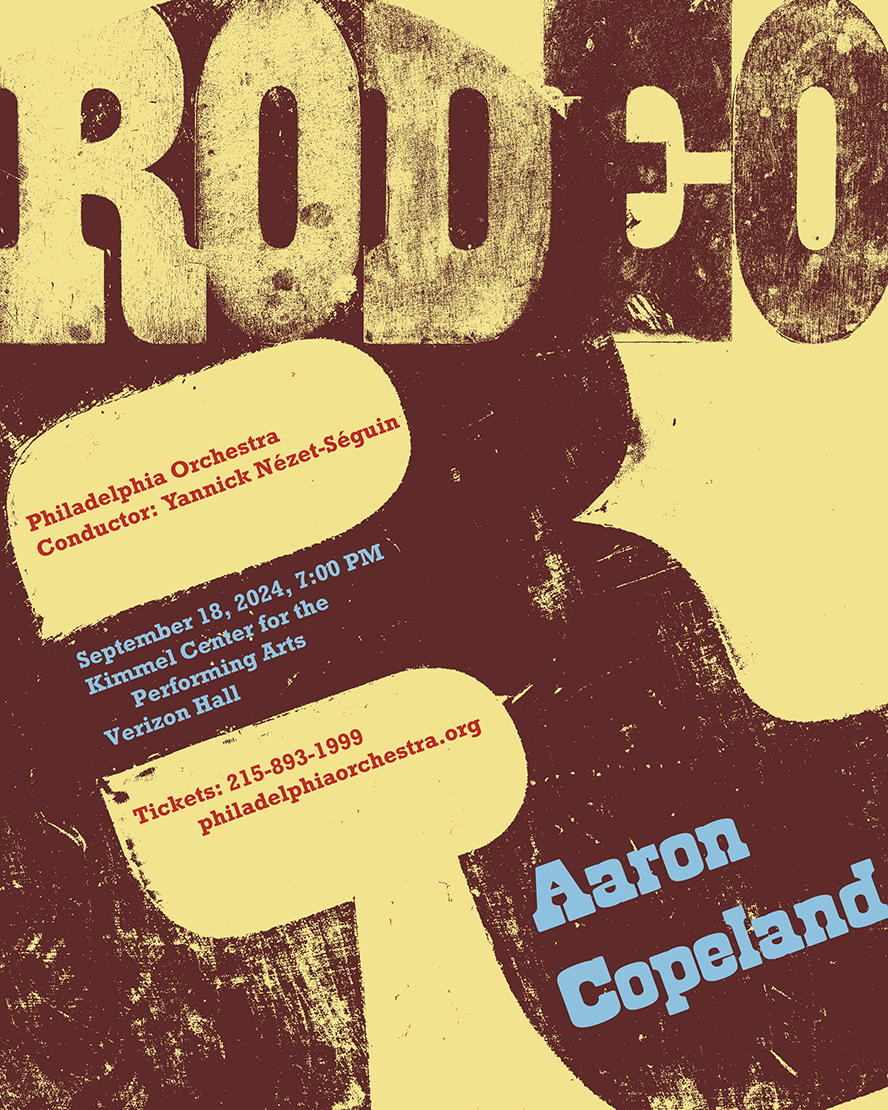 RODEO
Philadelphia Orchestra
Conductor: Yannick Nézet-Séguin
September 18, 2024, 7:00 PM
Kimmel Center for the
Performing Arts
Verizon Hall
Tickets: 215-893-1999
philadelphiaorchestra.org
Aaron
Copeland